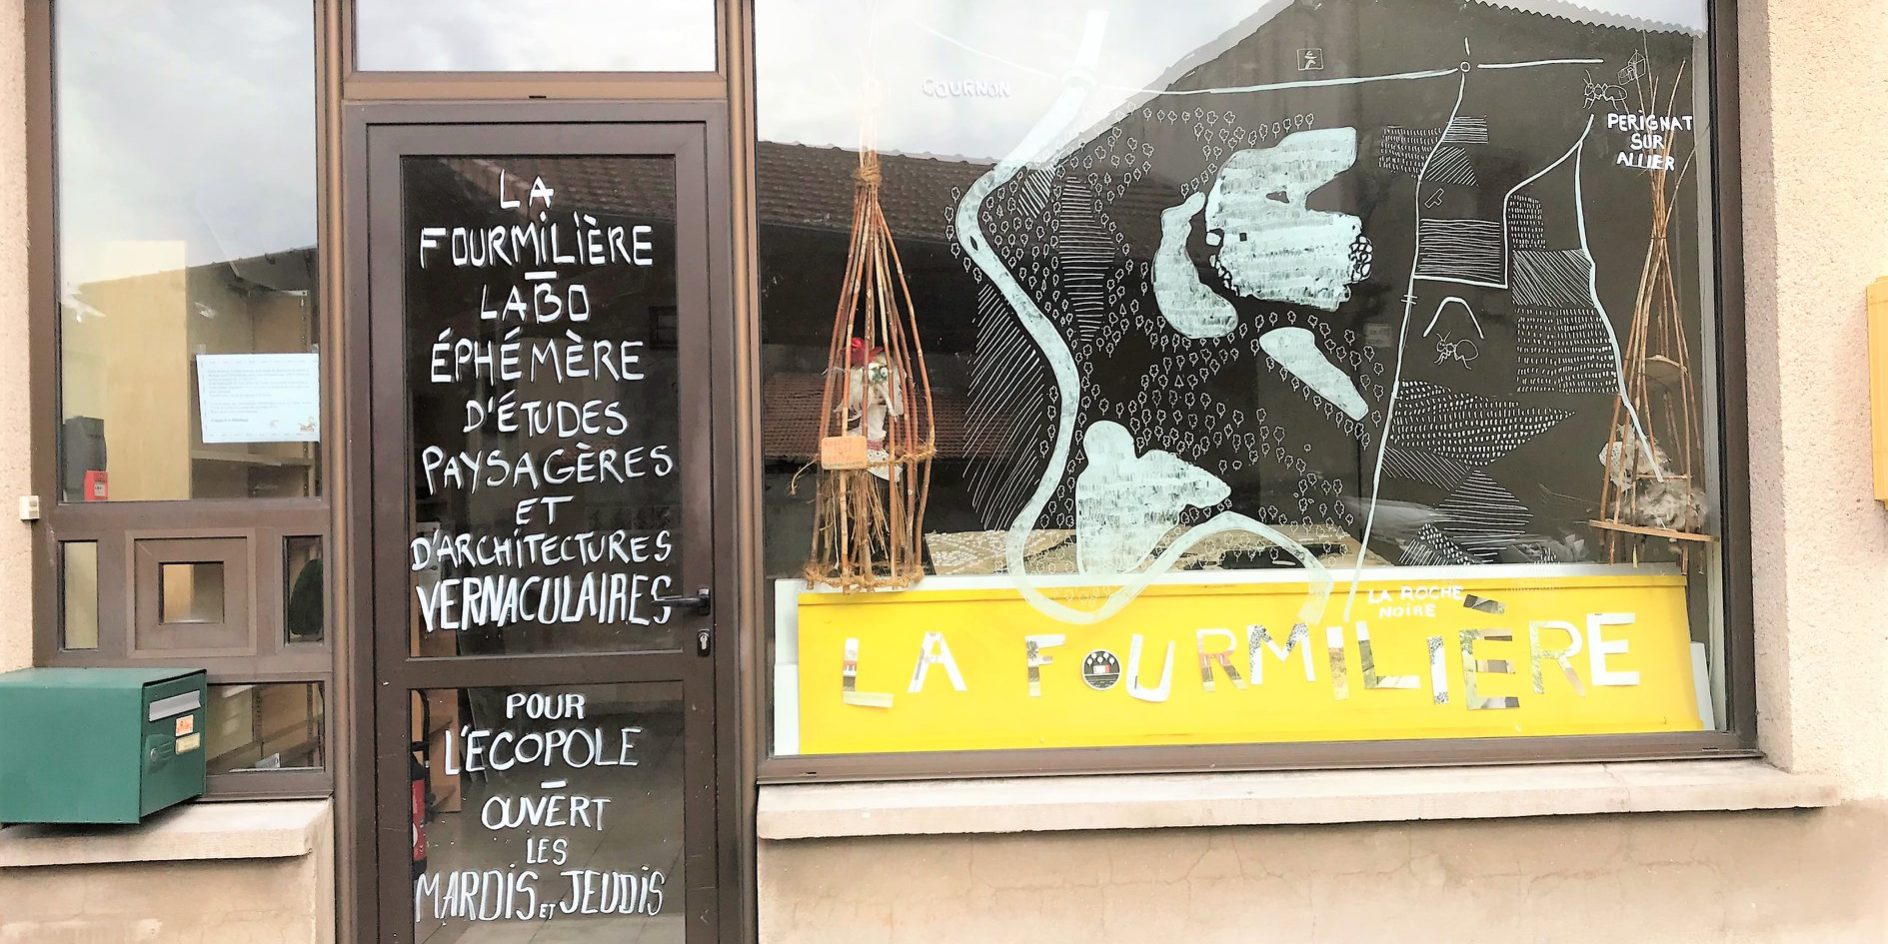 LA
FOURMILIÈRE
-
LABO
ÉPHÉMÈRE
D'ÉTUDES
PAYSAGÈRES
ET
D'ARCHITECTURES
VERNACULAIRES
POUR
L'ECOPOLE
-
OUVERT
LES
MARDIS ET JEUDIS
COURNON
PERIGNAT
SUR
ALLIER
LA ROCHE
NOIRE
LA FOURMILIÈRE